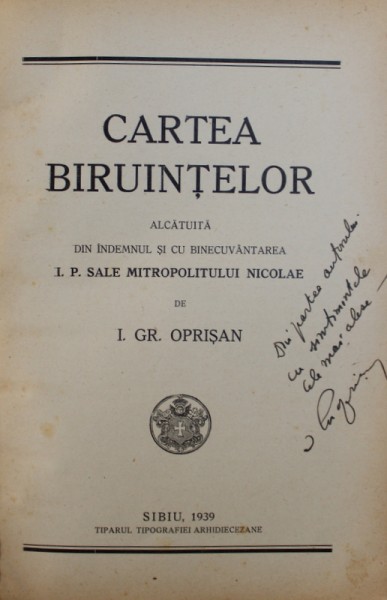 CARTEA
BIRUINȚELOR
ALCĂTUITĂ
DIN ÎNDEMNUL ȘI CU BINECUVÂNTAREA
I. P. SALE MITROPOLITULUI NICOLAE
DE
I. GR. OPRIȘAN
Din partea autorului
cu sentimentele
cele mai alese
SIBIU, 1939
TIPARUL TIPOGRAFIEI ARHIDIECEZANE